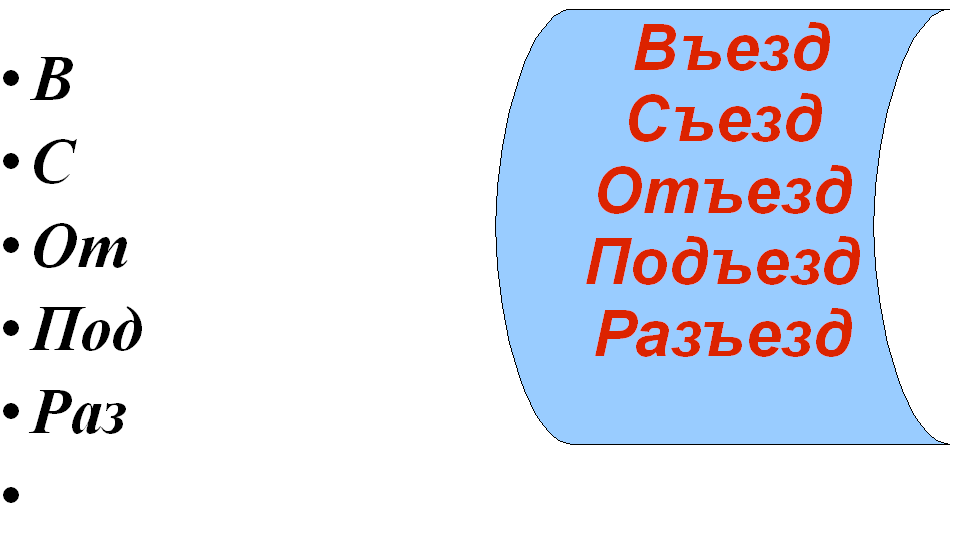 • В
• С
• От
• Под
• Раз
•
Въезд
Съезд
Отъезд
Подъезд
Разъезд